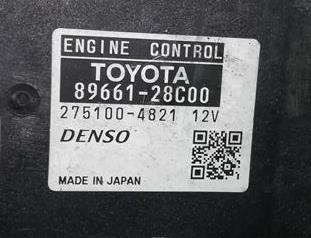 ENGINE CONTROL
TOYOTA
89661-28C00
275100-4821 12V
DENSO
MADE IN JAPAN